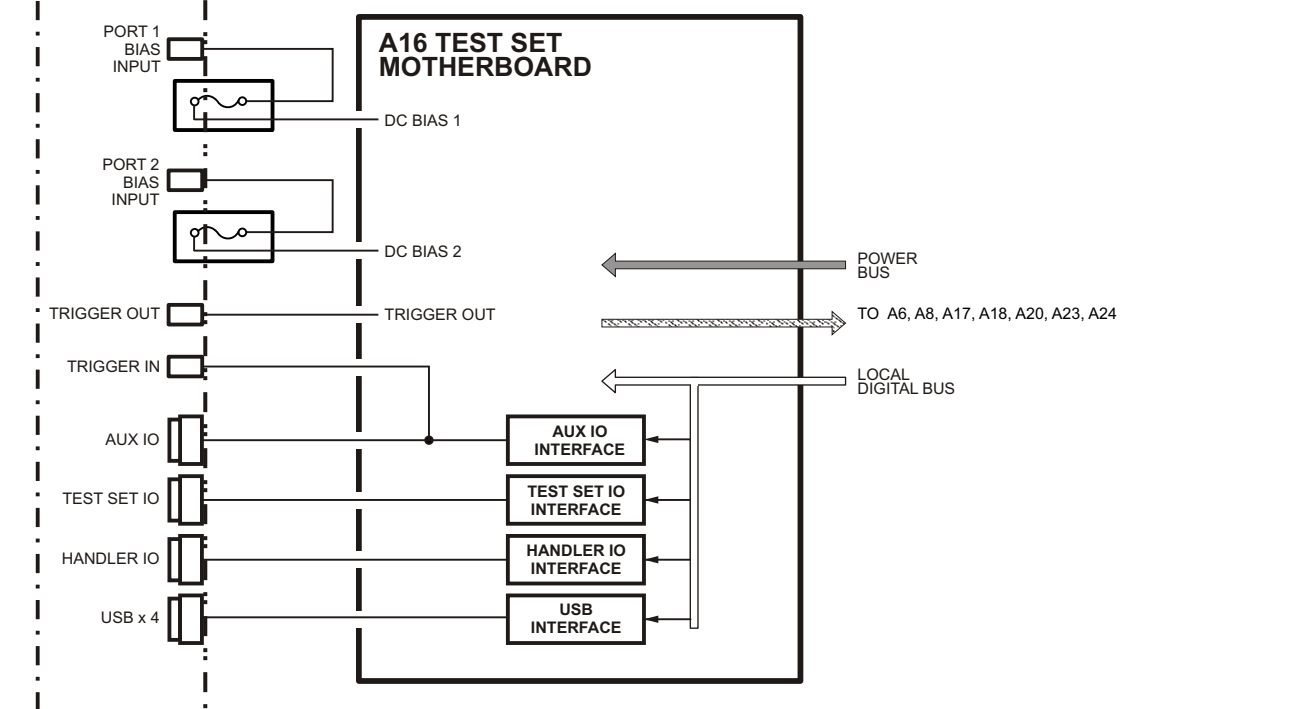 PORT 1
BIAS
INPUT
A16 TEST SET
MOTHERBOARD
DC BIAS 1
PORT 2
BIAS
INPUT
DC BIAS 2
POWER
BUS
TRIGGER OUT
TRIGGER OUT
TO A6, A8, A17, A18, A20, A23, A24
TRIGGER IN
LOCAL
DIGITAL BUS
AUX IO
AUX IO
INTERFACE
TEST SET IO
TEST SET IO
INTERFACE
HANDLER IO
HANDLER IO
INTERFACE
USB x 4
USB
INTERFACE